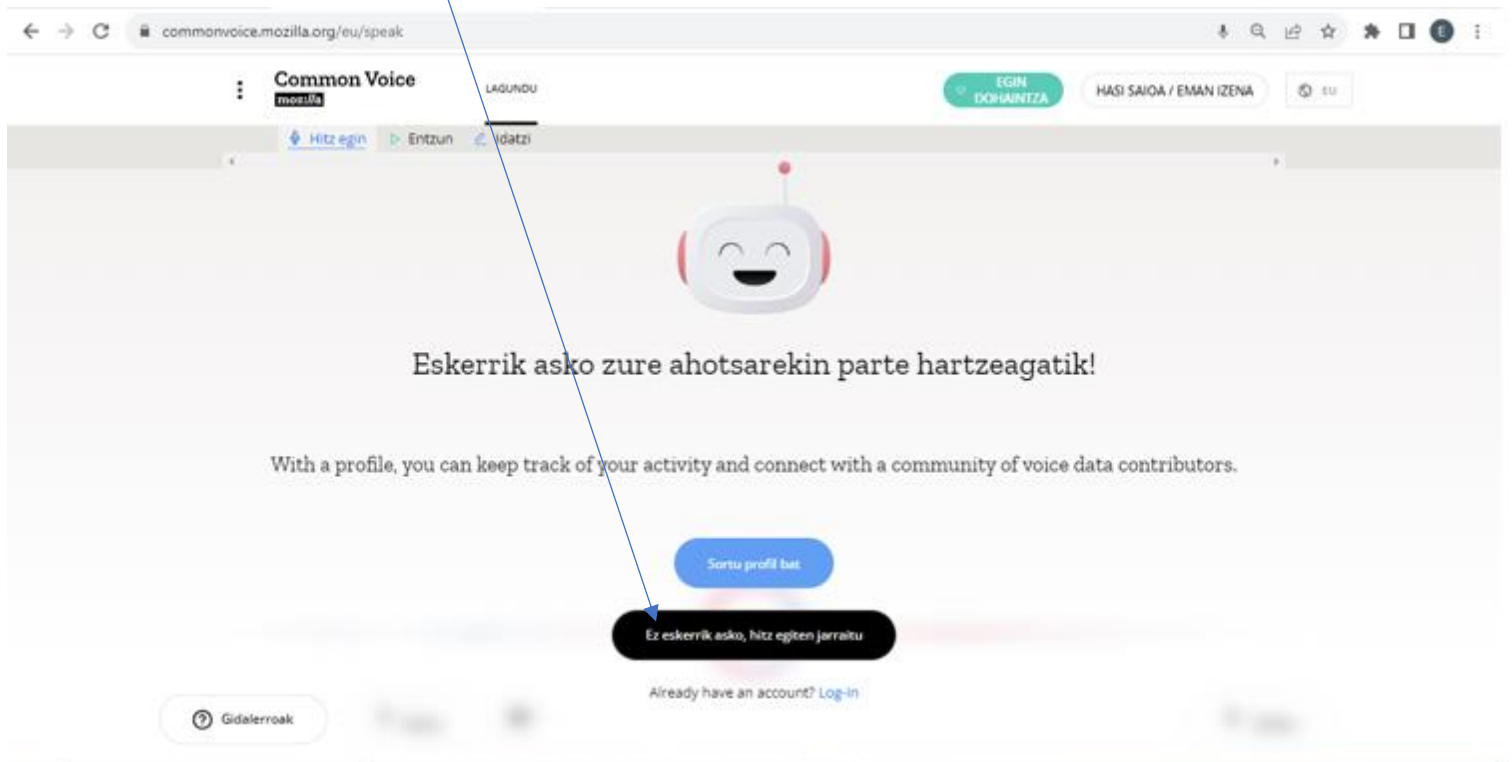 commonvoice.mozilla.org/eu/speak
E
Common Voice
mozilla
LAGUNDU
EGIN
DOHAINTZA
HASI SAIOA / EMAN IZENA
EU
Hitz egin
Entzun
Idatzi
Eskerrik asko zure ahotsarekin parte hartzeagatik!
With a profile, you can keep track of your activity and connect with a community of voice data contributors.
Sortu profil bat
Ez eskerrik asko, hitz egiten jarraitu
Already have an account? Log-In
Gidalerroak